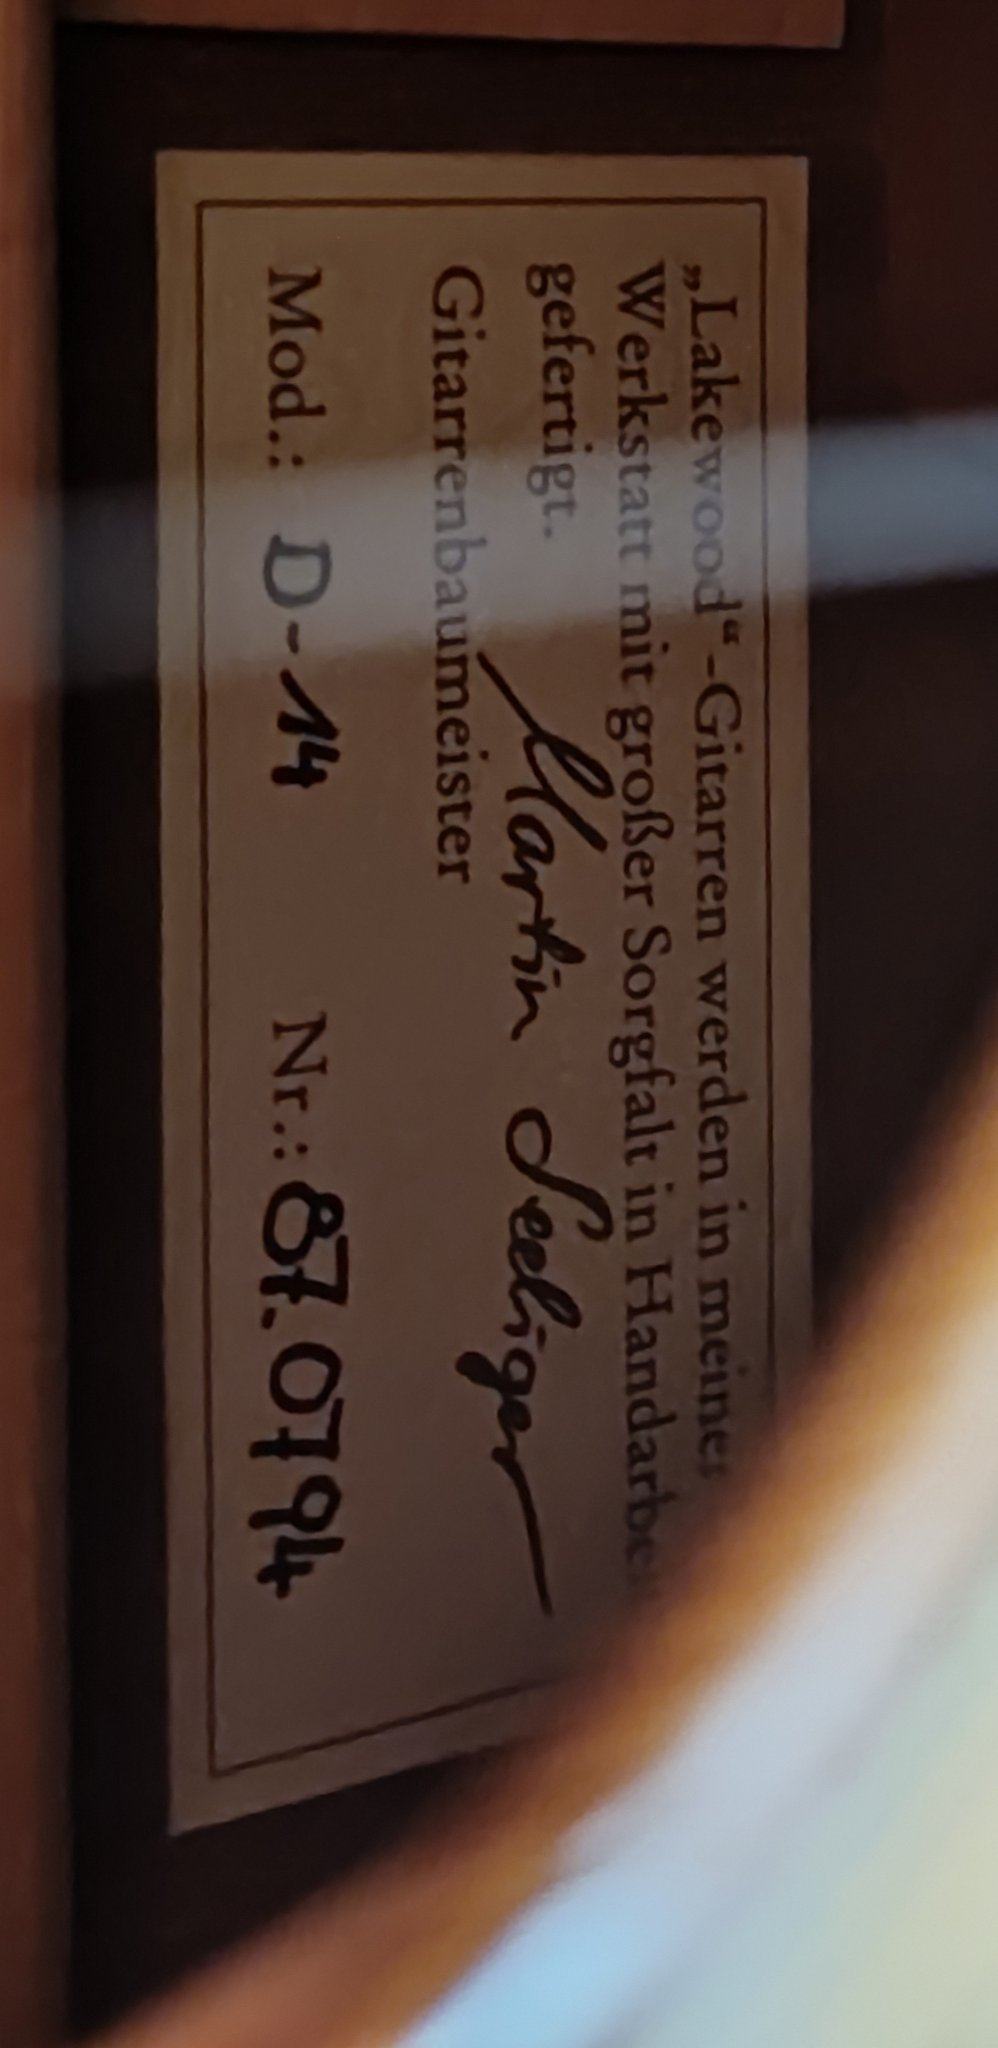 „Lakewood“-Gitarren werden in meiner
Werkstatt mit großer Sorgfalt in
gefertigt.
Martin Seeliger
Gitarrenbaumeister
Mod.: D-14 Nr.: 87.0794